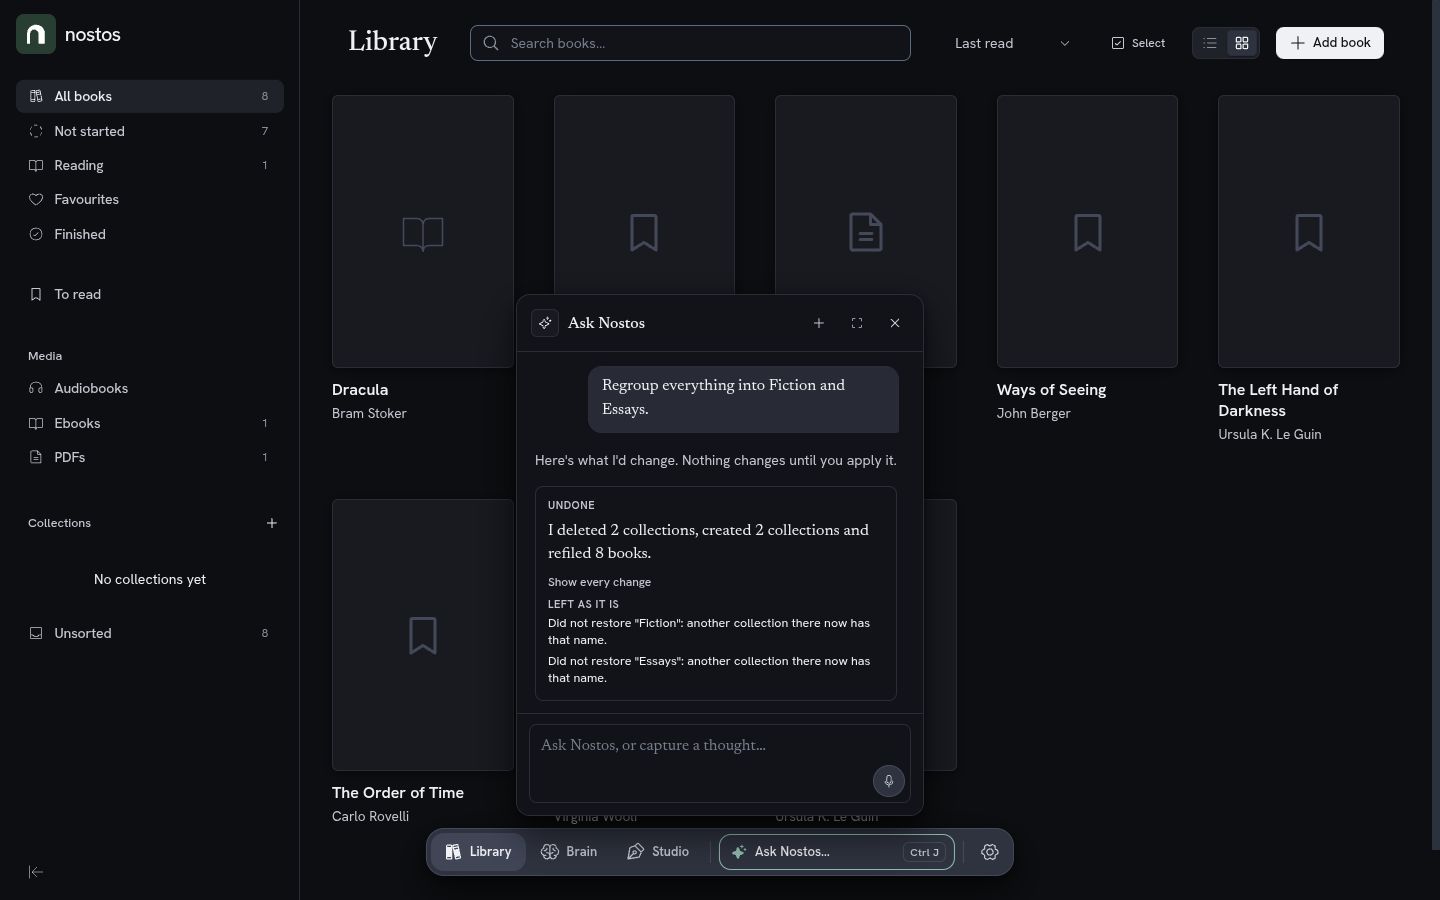 nostos
Library
Search books...
Last read
Select
Add book
All books 8
Not started 7
Reading 1
Favourites
Finished
To read
Media
Audiobooks
Ebooks 1
PDFs 1
Collections
No collections yet
Unsorted 8
Dracula
Bram Stoker
Ways of Seeing
John Berger
The Left Hand of
Darkness
Ursula K. Le Guin
Ask Nostos
Regroup everything into Fiction and
Essays.
Here's what I'd change. Nothing changes until you apply it.
UNDONE
I deleted 2 collections, created 2 collections and
refiled 8 books.
Show every change
LEFT AS IT IS
Did not restore "Fiction": another collection there now has
that name.
Did not restore "Essays": another collection there now has
that name.
Ask Nostos, or capture a thought...
The Order of Time
Carlo Rovelli
Virginia Woolf
Ursula K. Le Guin
Library
Brain
Studio
Ask Nostos...
Ctrl J